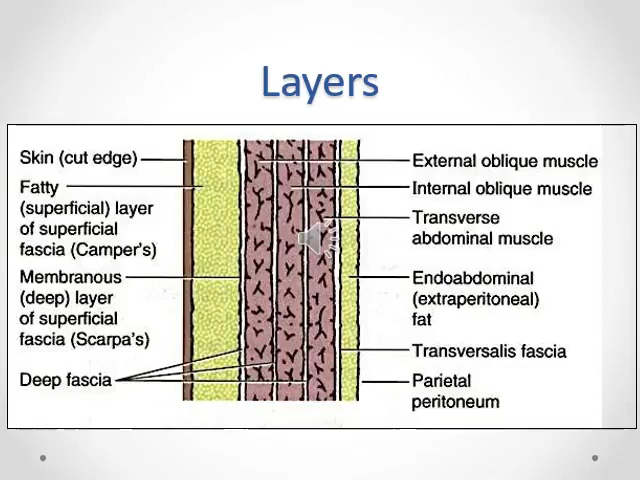 Layers
Skin (cut edge)
Fatty
(superficial) layer
of superficial
fascia (Camper's)
Membranous
(deep) layer
of superficial
fascia (Scarpa's)
Deep fascia
External oblique muscle
Internal oblique muscle
Transverse
abdominal muscle
Endoabdominal
(extraperitoneal)
fat
Transversalis fascia
Parietal
peritoneum